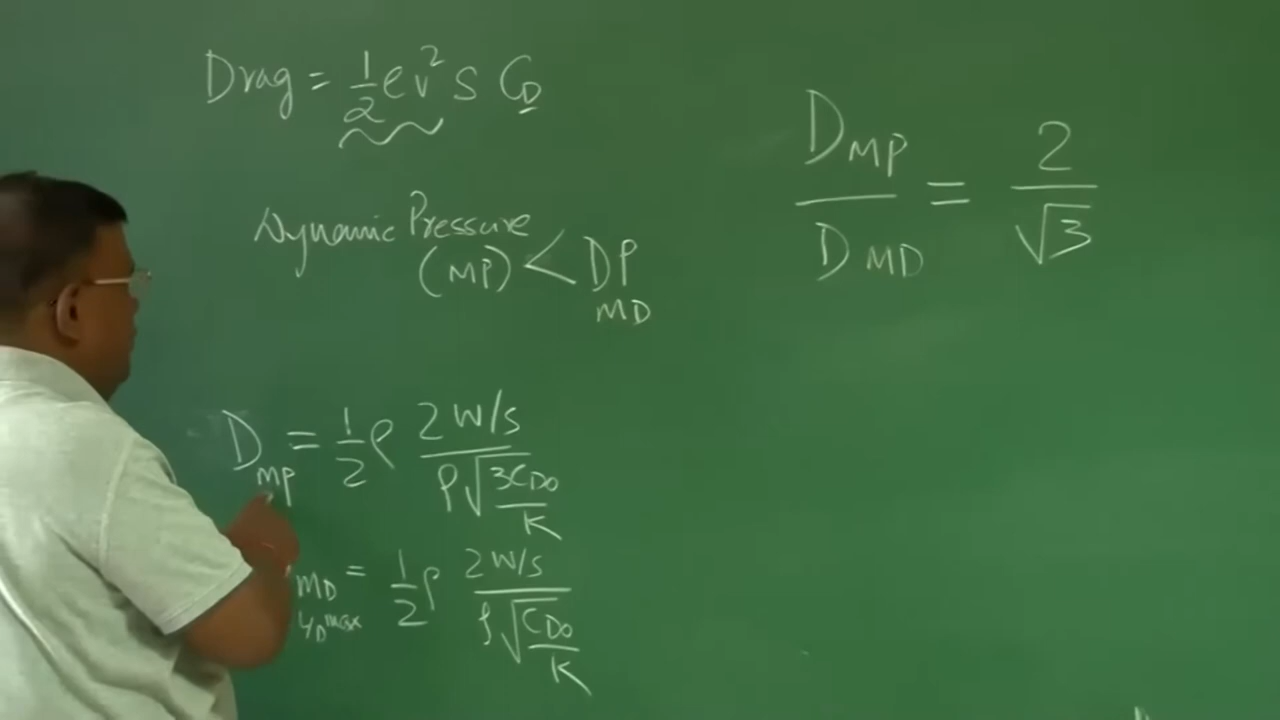 Drag = 1/2 ρv² S C_D
Dynamic Pressure
(MP) < DP
MD
D_MP = 1/2 ρ 2W/S / ρ√(3C_D0/K)
MD = 1/2 ρ 2W/S / ρ√(C_D0/K)
L/D max
D_MP / D_MD = 2/√3